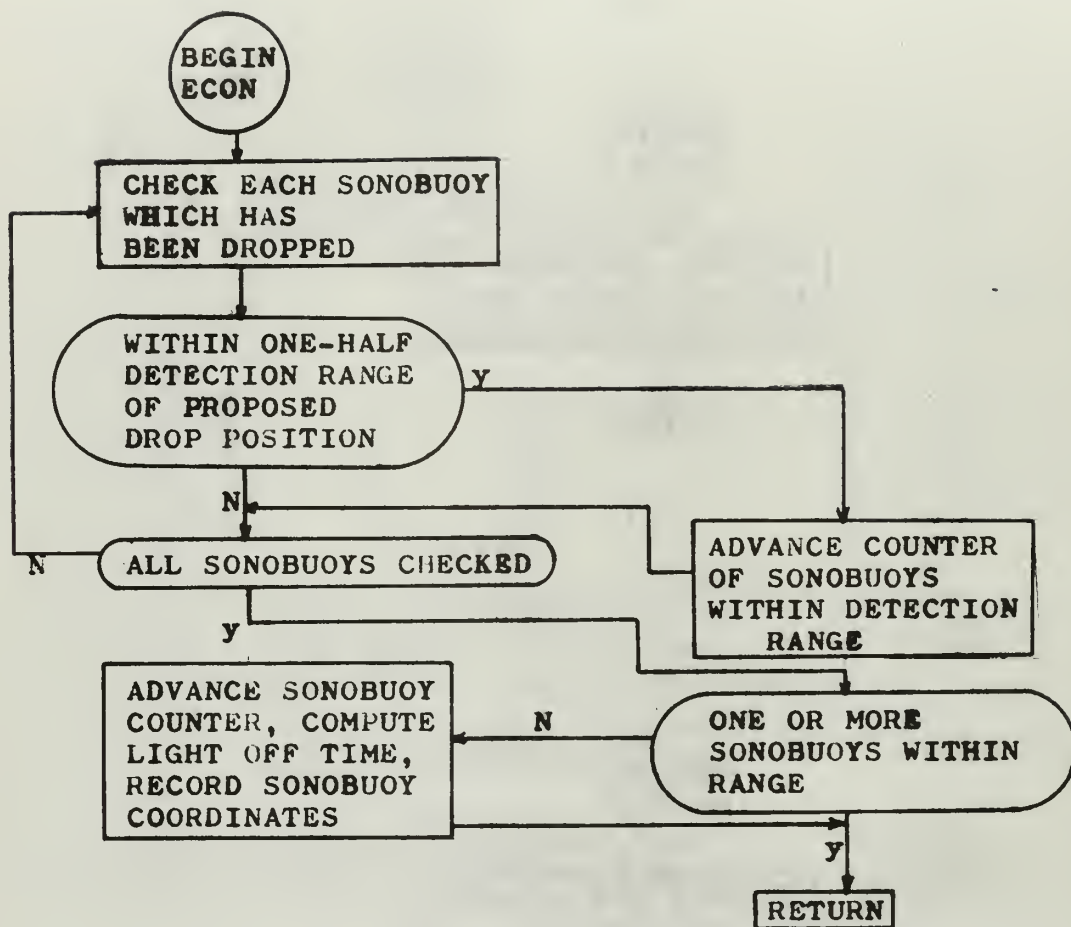 BEGIN
ECON
CHECK EACH SONOBUOY
WHICH HAS
BEEN DROPPED
WITHIN ONE-HALF
DETECTION RANGE
OF PROPOSED
DROP POSITION
y
N
N
ALL SONOBUOYS CHECKED
y
ADVANCE COUNTER
OF SONOBUOYS
WITHIN DETECTION
RANGE
ADVANCE SONOBUOY
COUNTER, COMPUTE
LIGHT OFF TIME,
RECORD SONOBUOY
COORDINATES
N
ONE OR MORE
SONOBUOYS WITHIN
RANGE
y
RETURN